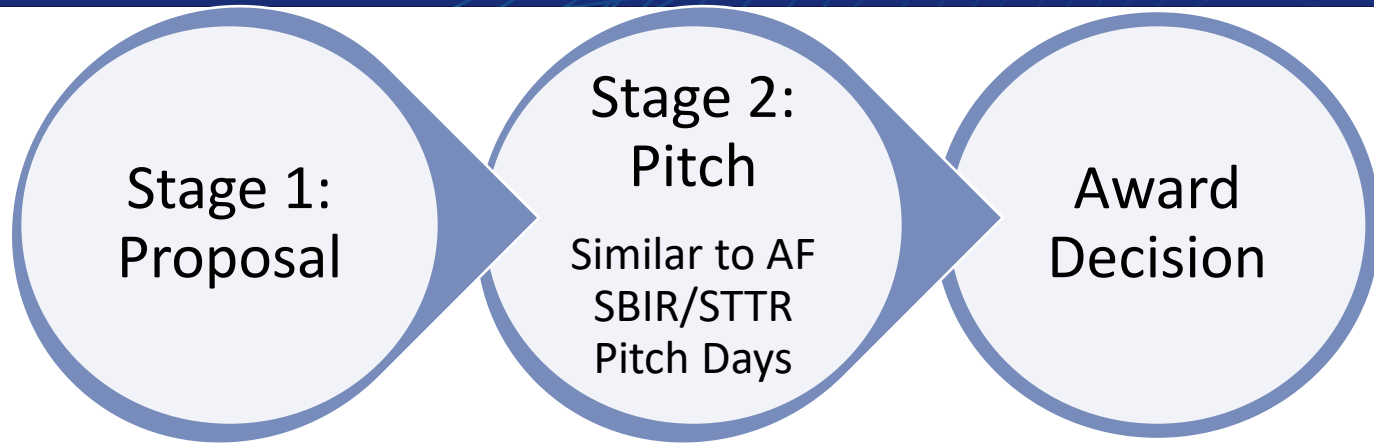 Stage 1:
Proposal
Stage 2:
Pitch
Similar to AF
SBIR/STTR
Pitch Days
Award
Decision